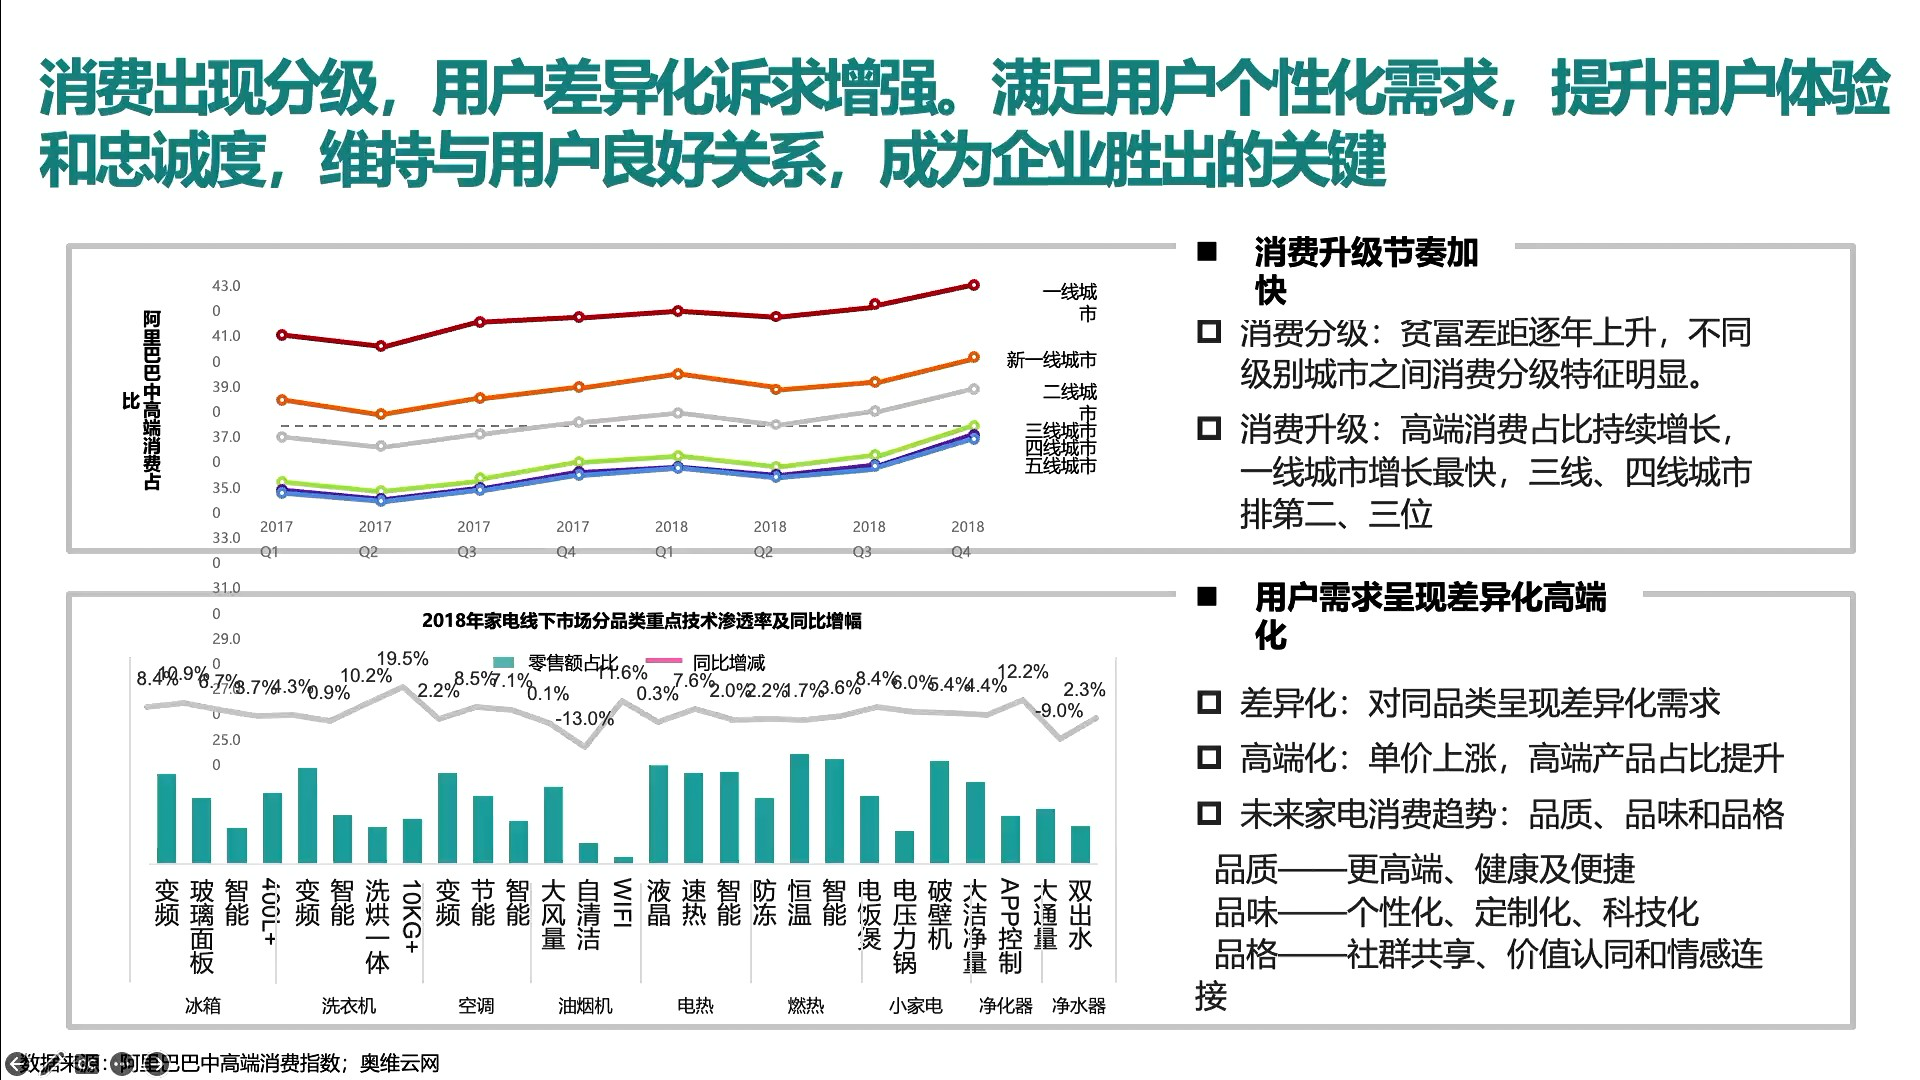 消费出现分级，用户差异化诉求增强。满足用户个性化需求，提升用户体验
和忠诚度，维持与用户良好关系，成为企业胜出的关键
阿里巴巴中高端消费占
比
43.0
0
41.0
0
39.0
0
37.0
0
35.0
0
33.0
0
31.0
0
29.0
0
27.0
0
25.0
0
2017 2017 2017 2017 2018 2018 2018 2018
Q1 Q2 Q3 Q4 Q1 Q2 Q3 Q4
一线城
市
新一线城市
二线城
市
三线城市
四线城市
五线城市
■ 消费升级节奏加
快
消费分级：贫富差距逐年上升，不同
级别城市之间消费分级特征明显。
消费升级：高端消费占比持续增长，
一线城市增长最快，三线、四线城市
排第二、三位
2018年家电线下市场分品类重点技术渗透率及同比增幅
零售额占比 同比增减
8.4% 10.9% 6.7% 3.7% 4.3% 0.9% 10.2% 19.5% 2.2% 8.5% 7.1% 0.1% -13.0% 11.6% 0.3% 7.6% 2.0% 2.2% 1.7% 3.6% 8.4% 6.0% 5.4% 4.4% 12.2% -9.0% 2.3%
变频 玻璃面板 智能 400L+ 变频 智能 洗烘一体 10KG+ 变频 节能 智能 大风量 自清洁 WIFI 液晶 速热 智能 防冻 恒温 智能 电饭煲 电压力锅 破壁机 大洁净量 APP控制 大通量 双出水
冰箱 洗衣机 空调 油烟机 电热 燃热 小家电 净化器 净水器
■ 用户需求呈现差异化高端
化
差异化：对同品类呈现差异化需求
高端化：单价上涨，高端产品占比提升
未来家电消费趋势：品质、品味和品格
品质——更高端、健康及便捷
品味——个性化、定制化、科技化
品格——社群共享、价值认同和情感连
接
数据来源：阿里巴巴中高端消费指数；奥维云网